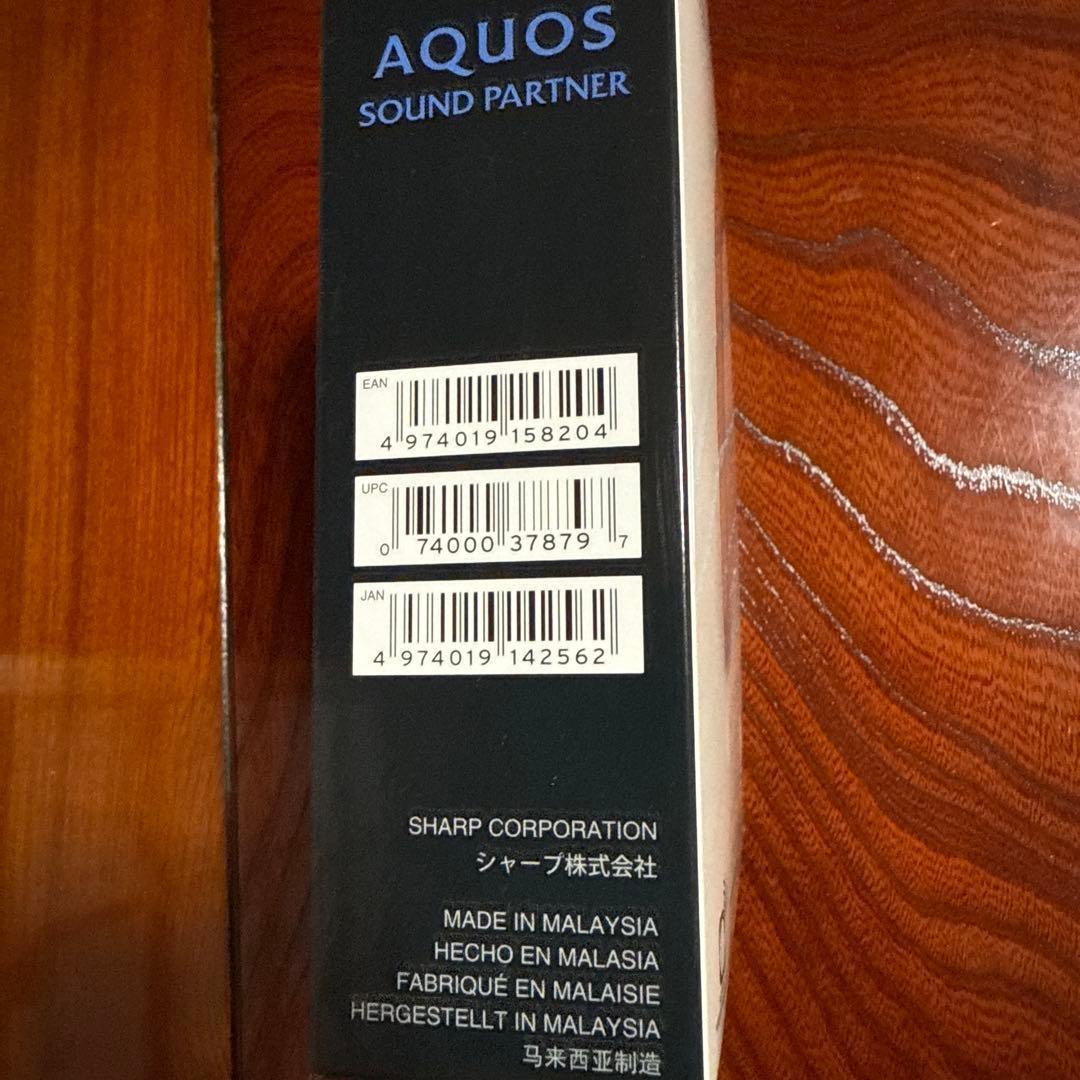 AQUOS
SOUND PARTNER
EAN
4 974019 158204
UPC
0 74000 37879 7
JAN
4 974019 142562
SHARP CORPORATION
シャープ株式会社
MADE IN MALAYSIA
HECHO EN MALASIA
FABRIQUÉ EN MALAISIE
HERGESTELLT IN MALAYSIA
马来西亚制造